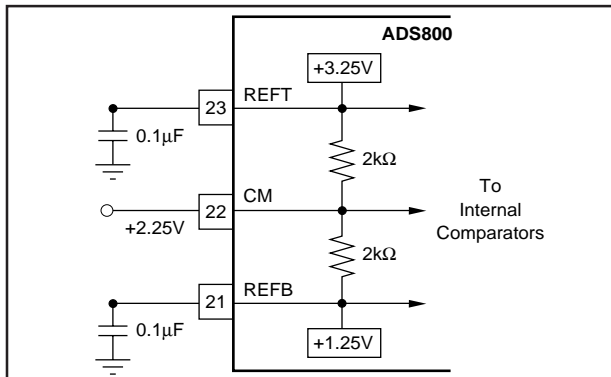 ADS800
+3.25V
REFT
23
0.1µF
2kΩ
CM
22
+2.25V
To
Internal
Comparators
2kΩ
REFB
21
0.1µF
+1.25V